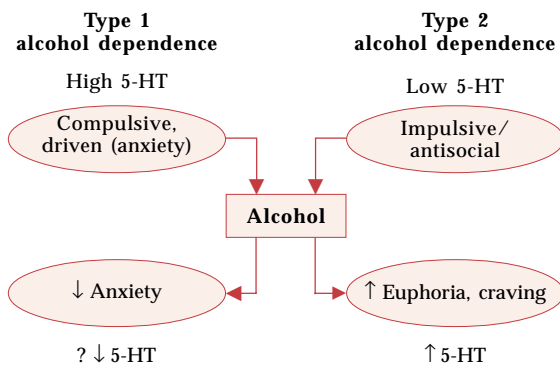 Type 1
alcohol dependence
Type 2
alcohol dependence
High 5-HT
Low 5-HT
Compulsive,
driven (anxiety)
Impulsive/
antisocial
Alcohol
↓ Anxiety
↑ Euphoria, craving
? ↓ 5-HT
↑ 5-HT